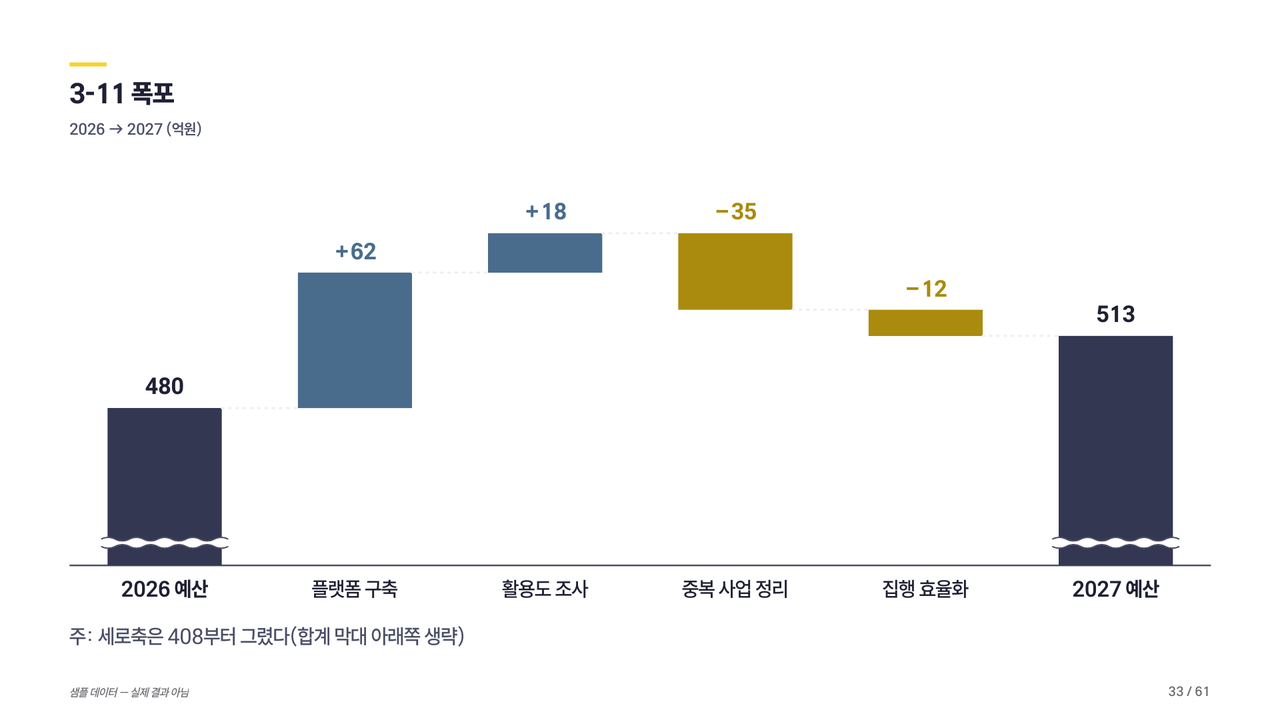 3-11 폭포
2026 → 2027 (억원)
480
+62
+18
−35
−12
513
2026 예산
플랫폼 구축
활용도 조사
중복 사업 정리
집행 효율화
2027 예산
주: 세로축은 408부터 그렸다(합계 막대 아래쪽 생략)
샘플 데이터 — 실제 결과 아님
33 / 61